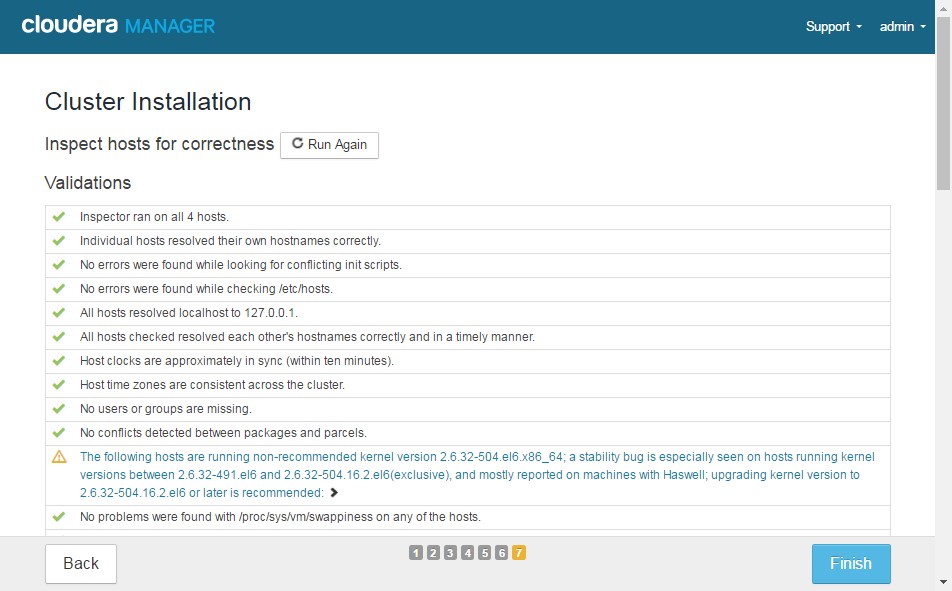 cloudera MANAGER
Support admin
Cluster Installation
Inspect hosts for correctness Run Again
Validations
Inspector ran on all 4 hosts.
Individual hosts resolved their own hostnames correctly.
No errors were found while looking for conflicting init scripts.
No errors were found while checking /etc/hosts.
All hosts resolved localhost to 127.0.0.1.
All hosts checked resolved each other's hostnames correctly and in a timely manner.
Host clocks are approximately in sync (within ten minutes).
Host time zones are consistent across the cluster.
No users or groups are missing.
No conflicts detected between packages and parcels.
The following hosts are running non-recommended kernel version 2.6.32-504.el6.x86_64; a stability bug is especially seen on hosts running kernel
versions between 2.6.32-491.el6 and 2.6.32-504.16.2.el6(exclusive), and mostly reported on machines with Haswell; upgrading kernel version to
2.6.32-504.16.2.el6 or later is recommended:
No problems were found with /proc/sys/vm/swappiness on any of the hosts.
Back 1 2 3 4 5 6 7 Finish